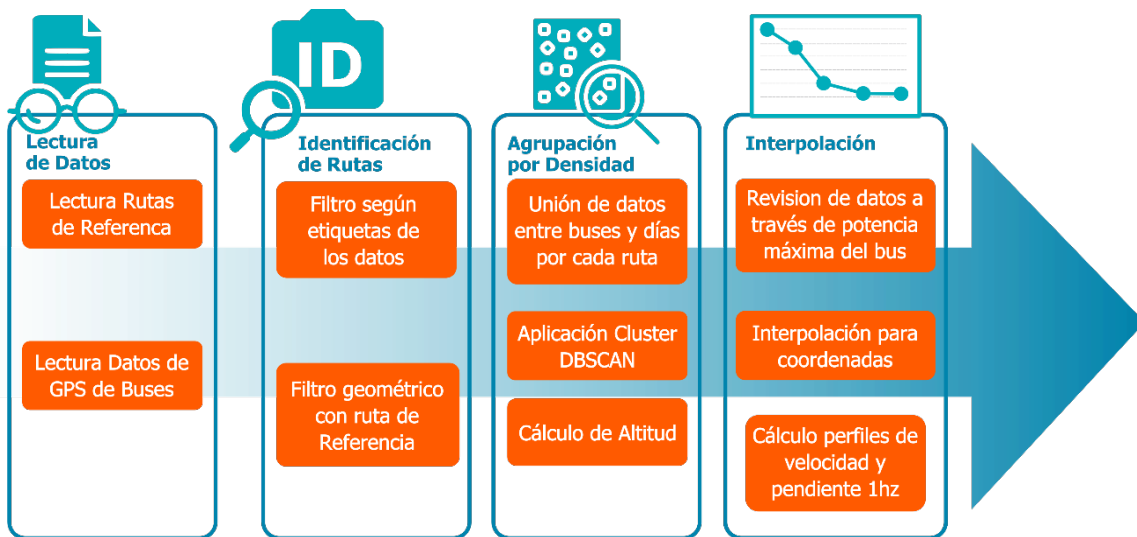 ID
Lectura
de Datos
Lectura Rutas
de Referenca
Lectura Datos de
GPS de Buses
Identificación
de Rutas
Filtro según
etiquetas de
los datos
Filtro geométrico
con ruta de
Referencia
Agrupación
por Densidad
Unión de datos
entre buses y días
por cada ruta
Aplicación Cluster
DBSCAN
Cálculo de Altitud
Interpolación
Revision de datos a
través de potencia
máxima del bus
Interpolación para
coordenadas
Cálculo perfiles de
velocidad y
pendiente 1hz